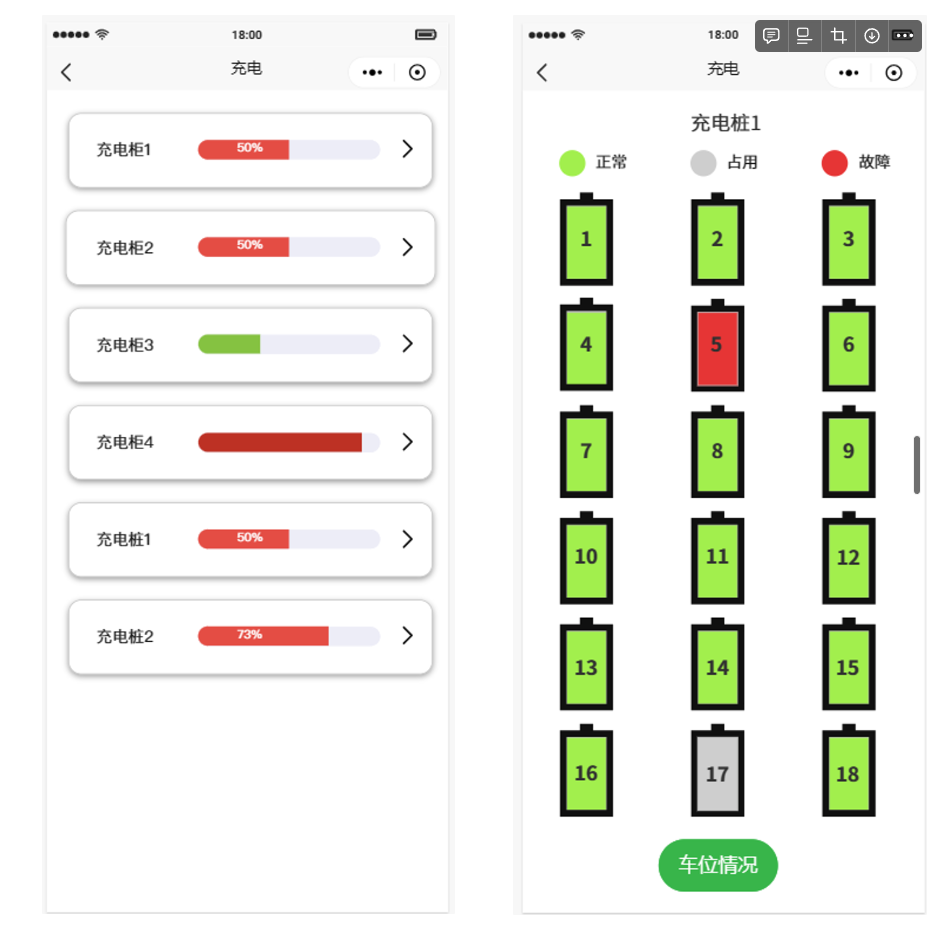 18:00
充电
充电柜1
50%
充电柜2
50%
充电柜3
充电柜4
充电桩1
50%
充电桩2
73%
18:00
充电
充电桩1
正常 占用 故障
1 2 3
4 5 6
7 8 9
10 11 12
13 14 15
16 17 18
车位情况